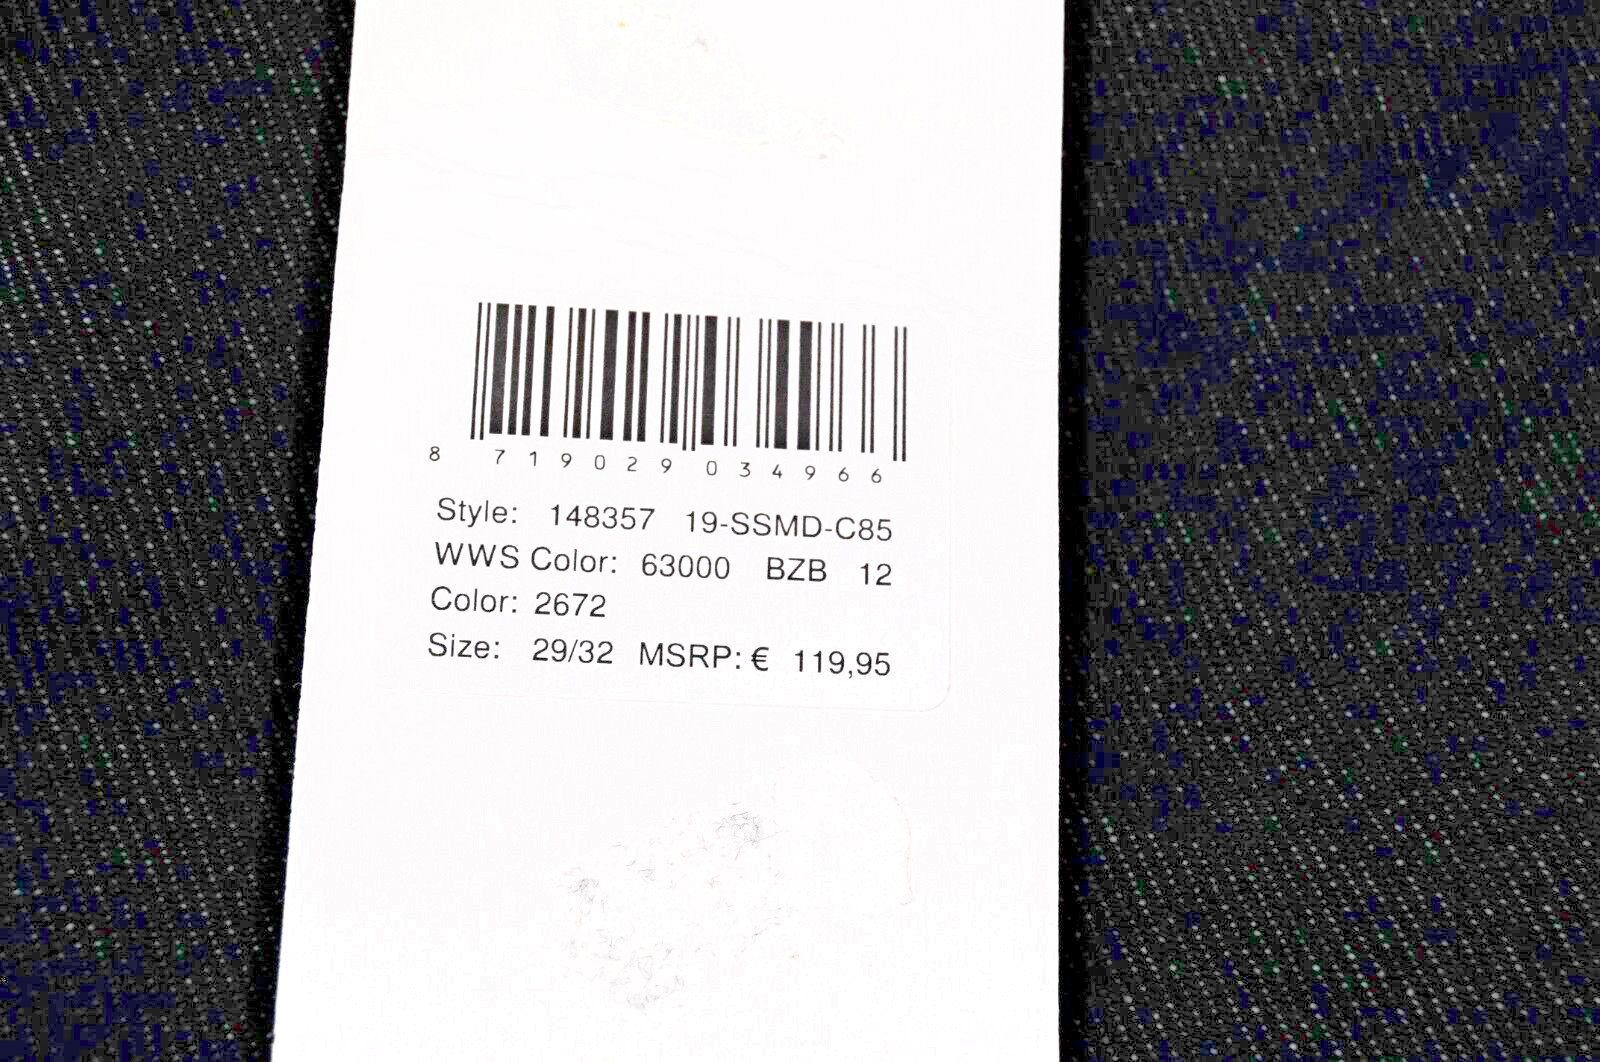 8 719029 034966
Style: 148357 19-SSMD-C85
WWS Color: 63000 BZB 12
Color: 2672
Size: 29/32 MSRP: € 119,95